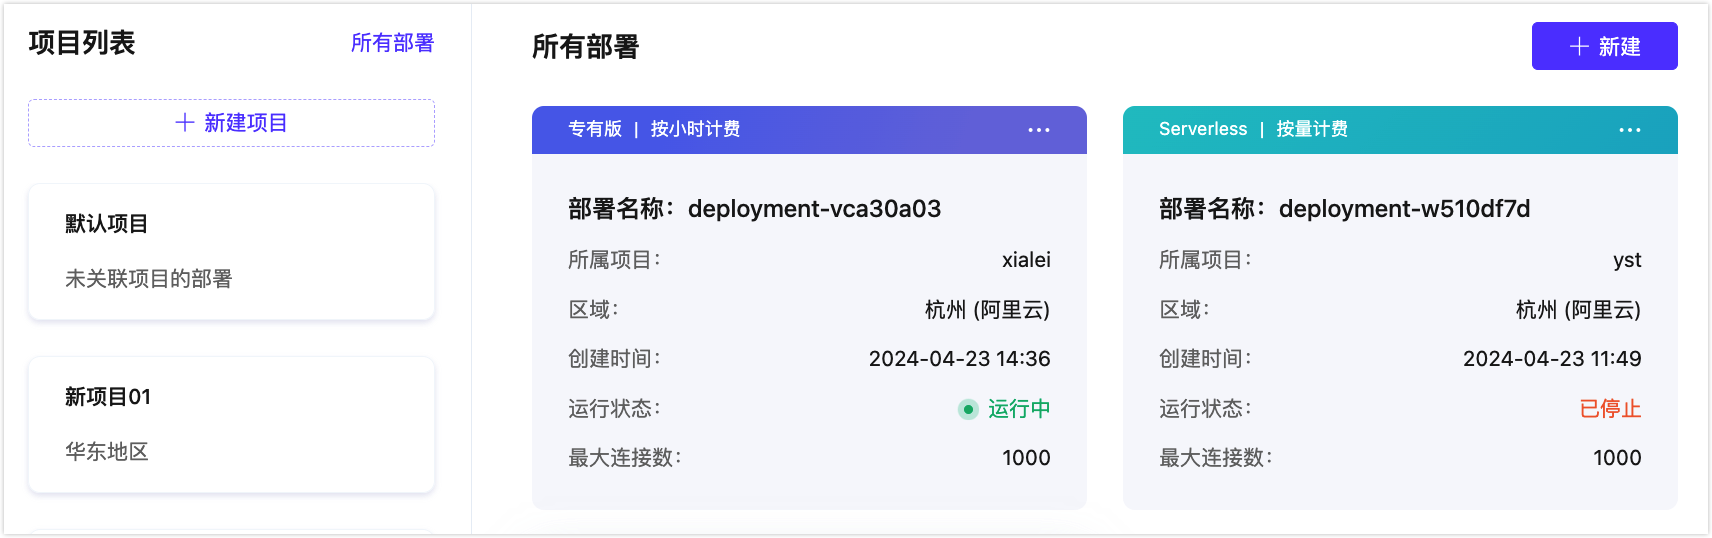 项目列表
所有部署
新建项目
默认项目
未关联项目的部署
新项目01
华东地区
所有部署
新建
专有版 | 按小时计费
部署名称：deployment-vca30a03
所属项目： xialei
区域： 杭州 (阿里云)
创建时间： 2024-04-23 14:36
运行状态： 运行中
最大连接数： 1000
Serverless | 按量计费
部署名称：deployment-w510df7d
所属项目： yst
区域： 杭州 (阿里云)
创建时间： 2024-04-23 11:49
运行状态： 已停止
最大连接数： 1000